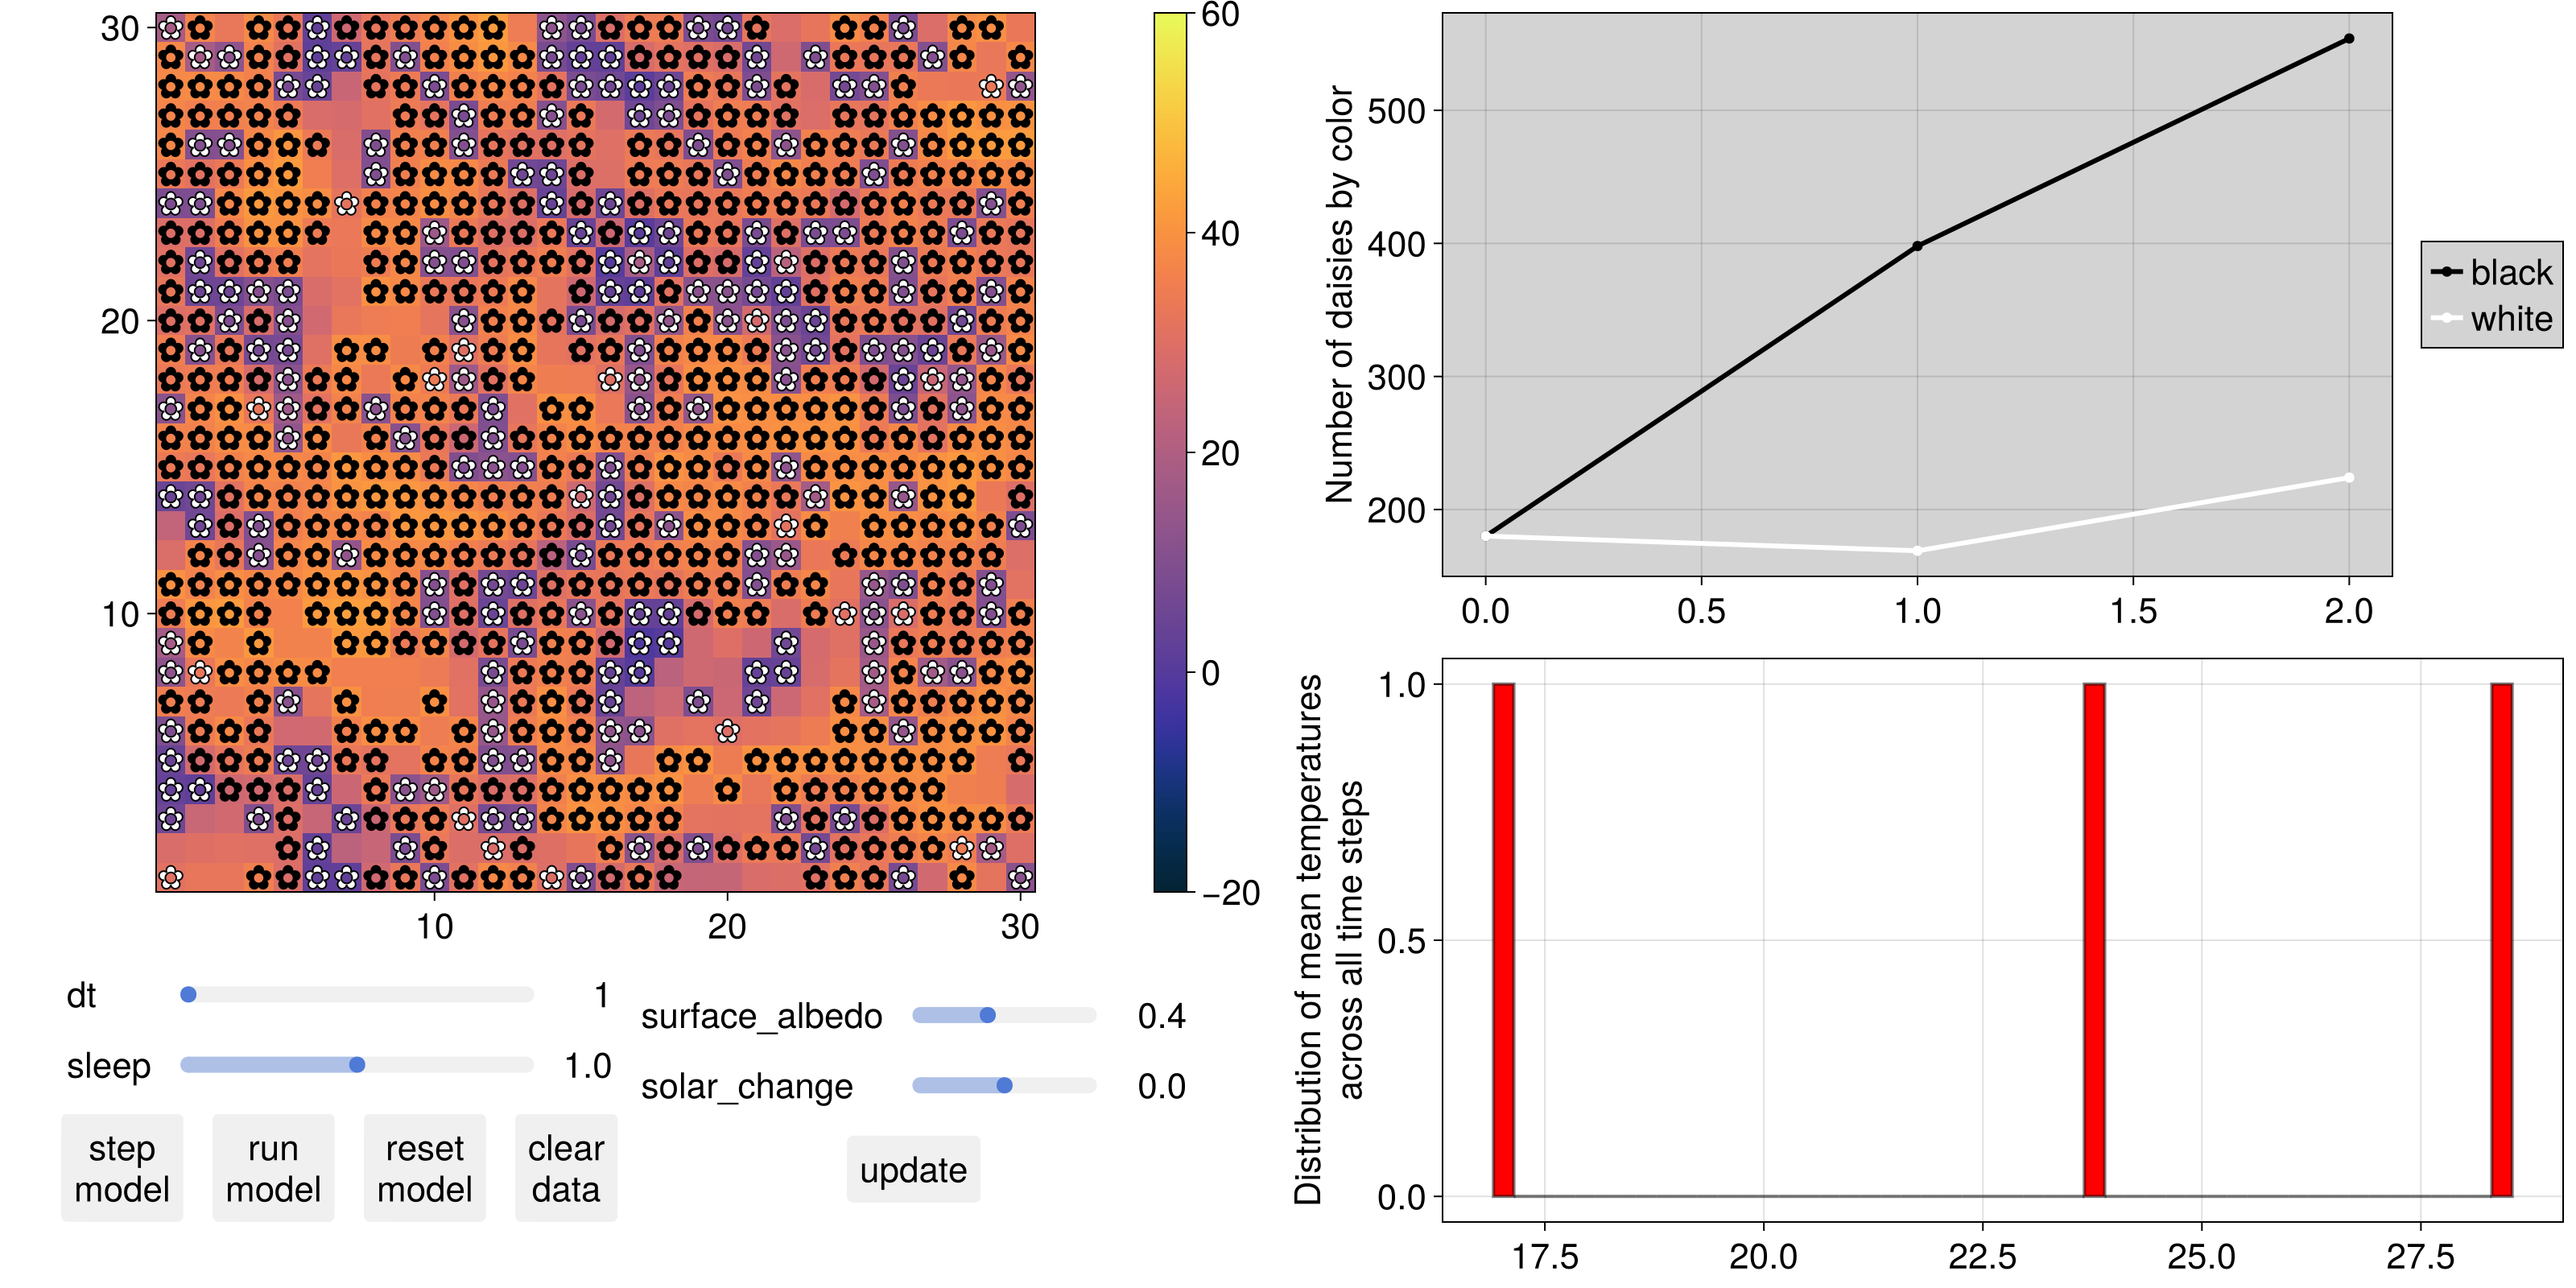 30
20
10
10
20
30
60
40
20
0
−20
Number of daisies by color
500
400
300
200
0.0
0.5
1.0
1.5
2.0
black
white
Distribution of mean temperatures
across all time steps
1.0
0.5
0.0
17.5
20.0
22.5
25.0
27.5
dt
1
sleep
1.0
surface_albedo
0.4
solar_change
0.0
step
model
run
model
reset
model
clear
data
update